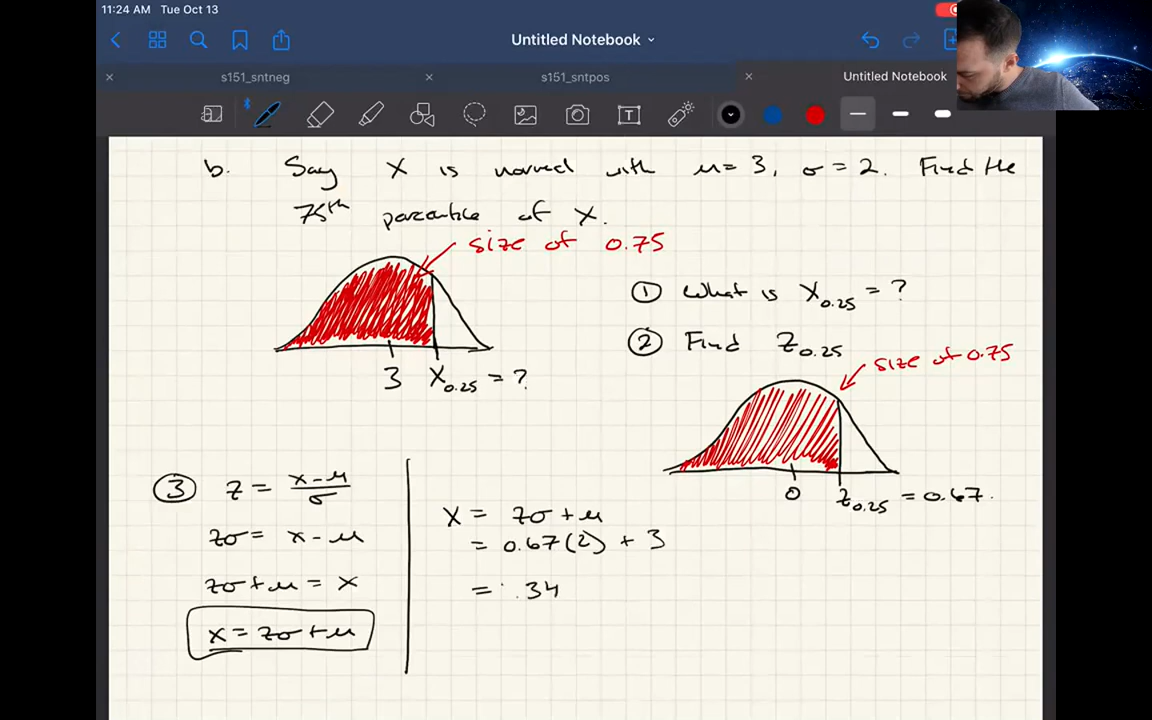 11:24 AM Tue Oct 13
Untitled Notebook
s151_sntneg
s151_sntpos
Untitled Notebook
b. Say X is normal with μ = 3, σ = 2. Find the
75th percentile of X.
size of 0.75
① What is X0.25 = ?
② Find Z0.25
size of 0.75
3 X0.25 = ?
0 Z0.25 = 0.67.
③ z = x-μ/σ
zσ = x - μ
zσ + μ = x
x = zσ + μ
X = zσ + μ
= 0.67(2) + 3
= .34